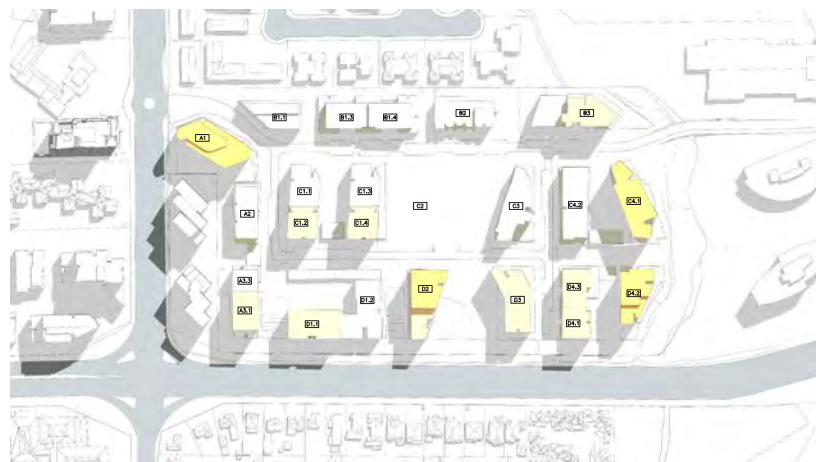 B1.1
B1.3
B1.4
B2
B3
A1
C1.1
C1.3
C4.2
C4.1
C2
C3
A2
C1.2
C1.4
A3.3
D2
D4.3
D4.2
D1.2
D3
A3.1
D1.1
D4.1